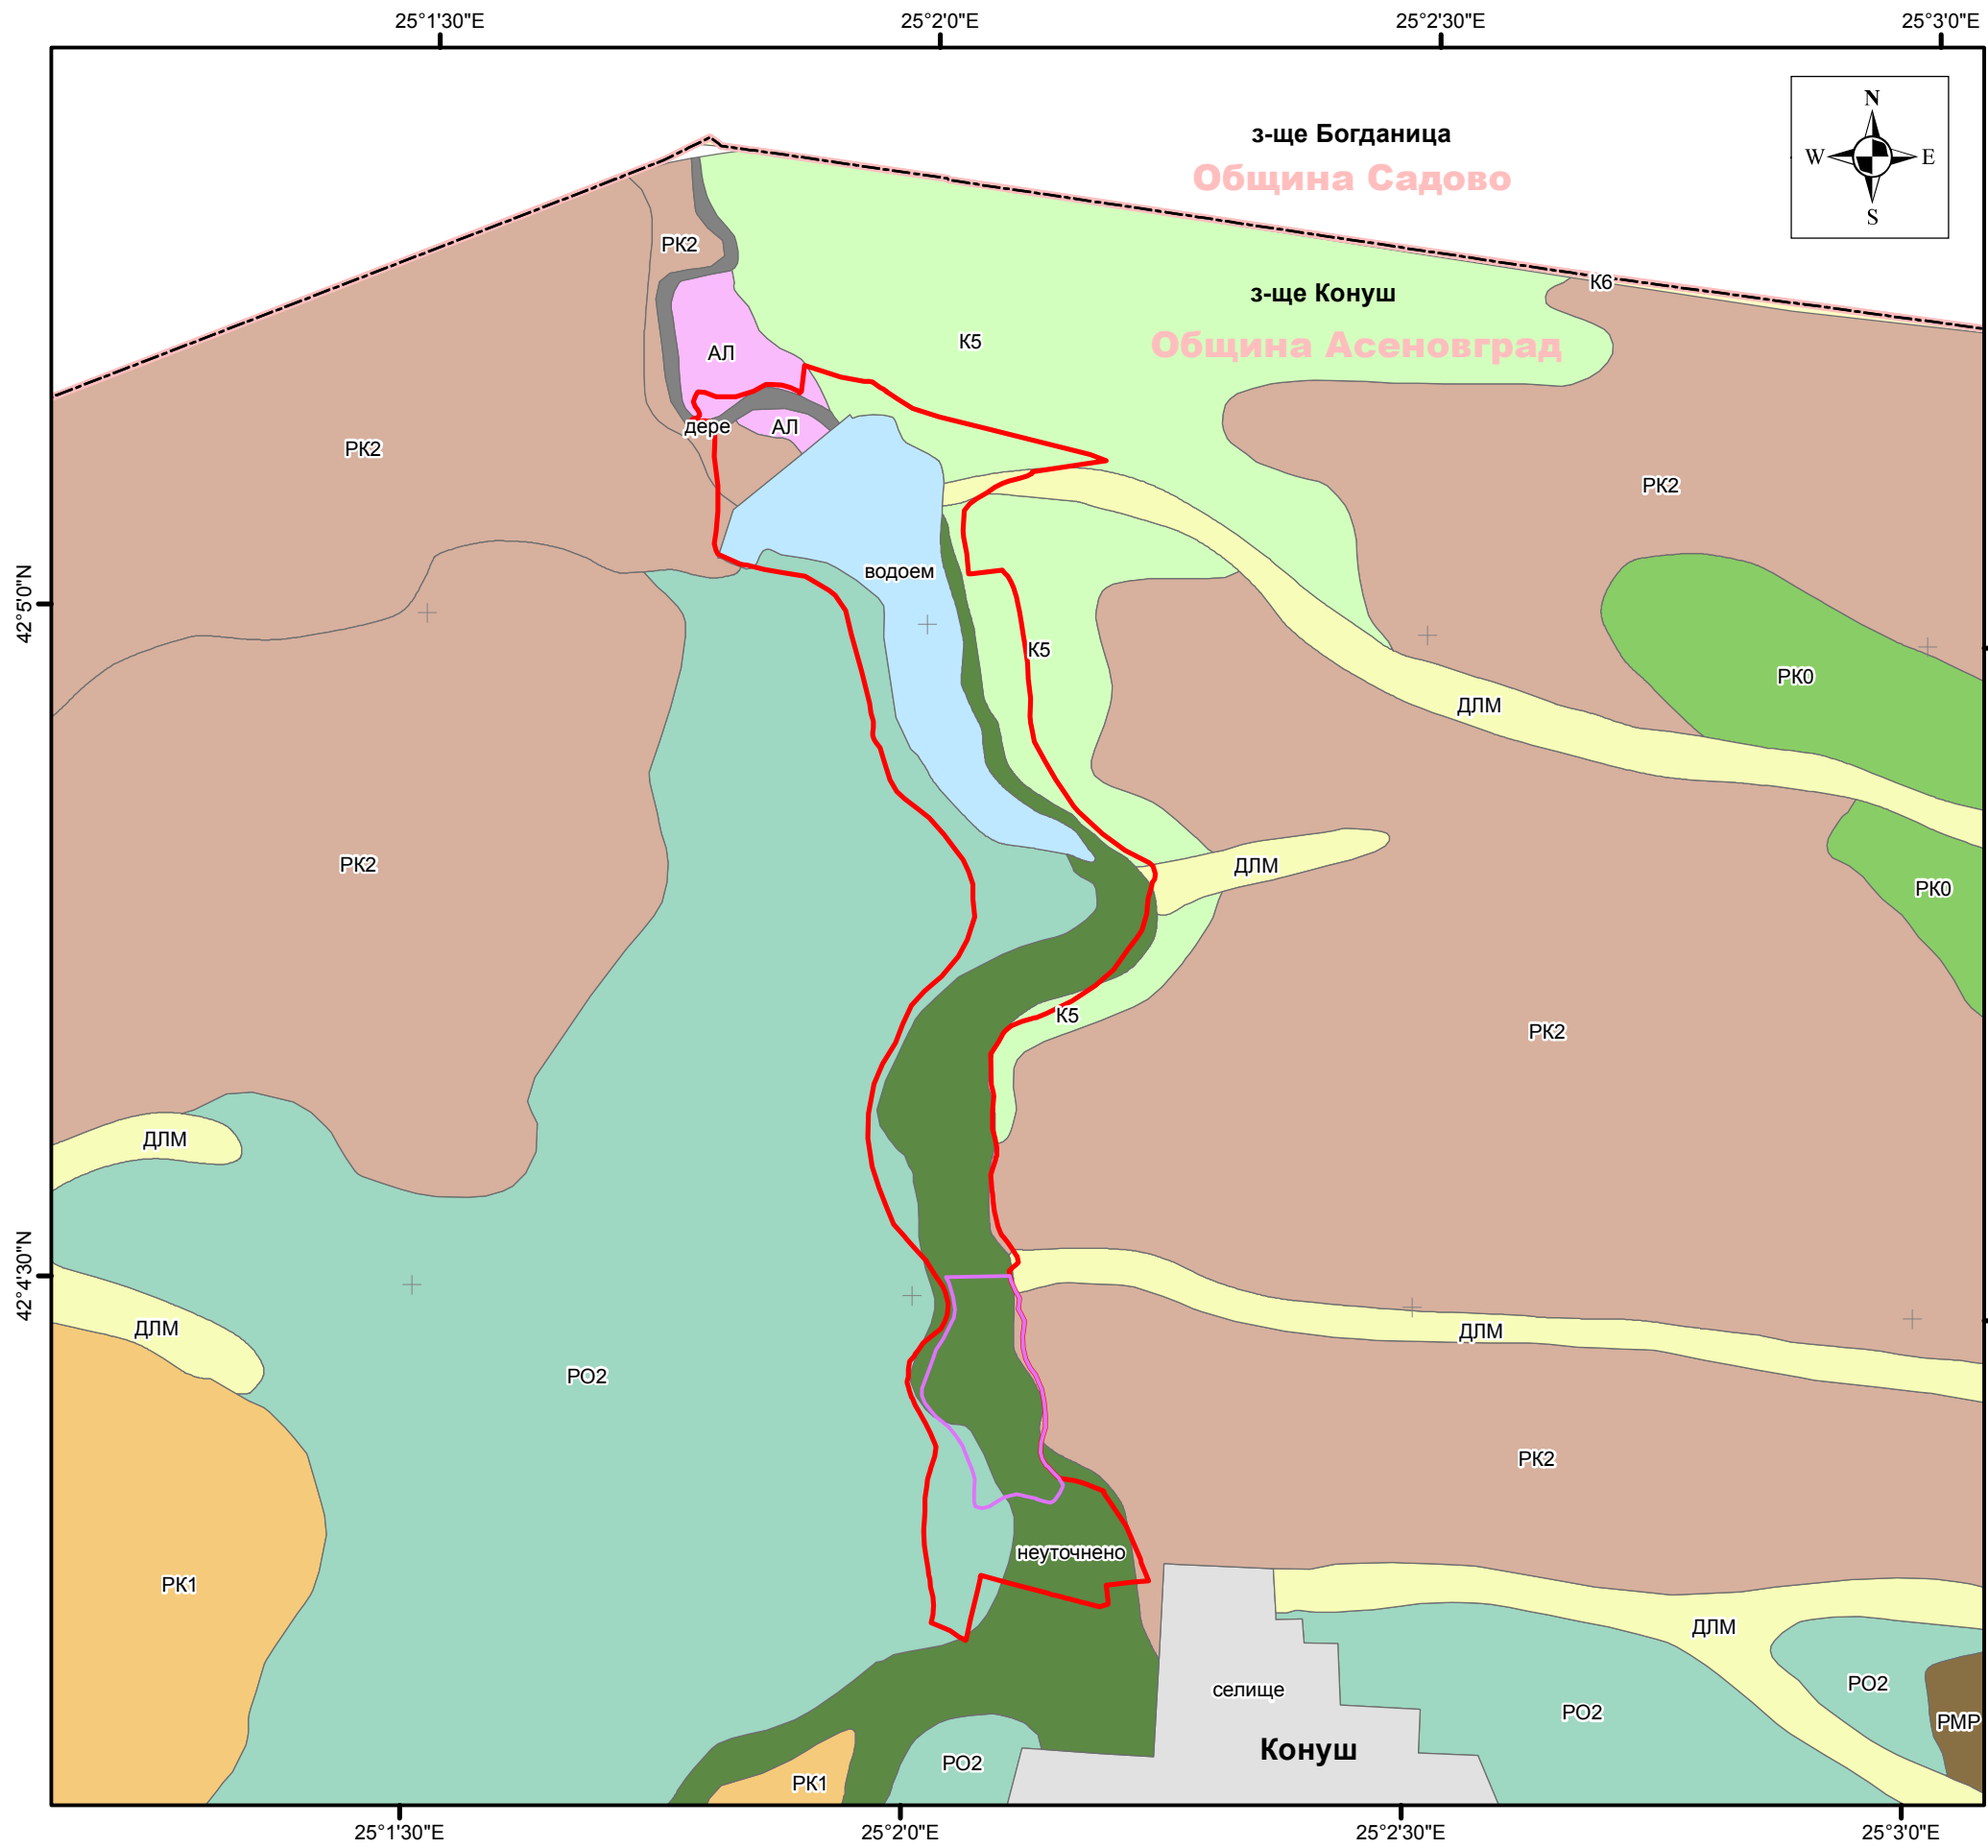 25°1'30"E
25°2'0"E
25°2'30"E
25°3'0"E
N
W
E
S
з-ще Богданица
Община Садово
РК2
К6
з-ще Конуш
К5
Община Асеновград
АЛ
дере
АЛ
РК2
РК2
водоем
42°5'0"N
К5
РК0
ДЛМ
РК2
ДЛМ
РК0
К5
РК2
ДЛМ
42°4'30"N
ДЛМ
ДЛМ
РО2
РК2
неуточнено
РК1
ДЛМ
селище
РО2
РО2
РМР
Конуш
РО2
РК1
25°1'30"E
25°2'0"E
25°2'30"E
25°3'0"E